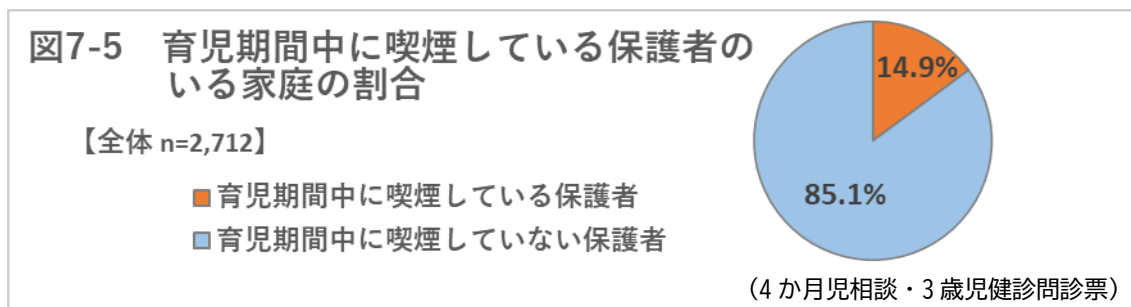 図7-5 育児期間中に喫煙している保護者の
いる家庭の割合
【全体 n=2,712】
育児期間中に喫煙している保護者
育児期間中に喫煙していない保護者
14.9%
85.1%
（4か月児相談・3歳児健診問診票）